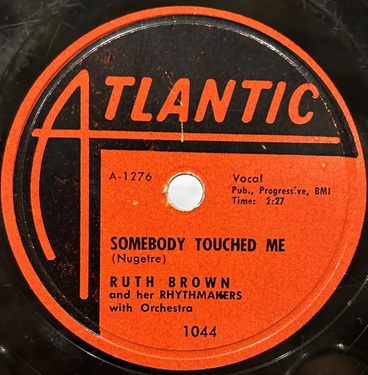 ATLANTIC
A-1276
Vocal
Pub., Progressive, BMI
Time: 2:27
SOMEBODY TOUCHED ME
(Nugetre)
RUTH BROWN
and her RHYTHMAKERS
with Orchestra
1044